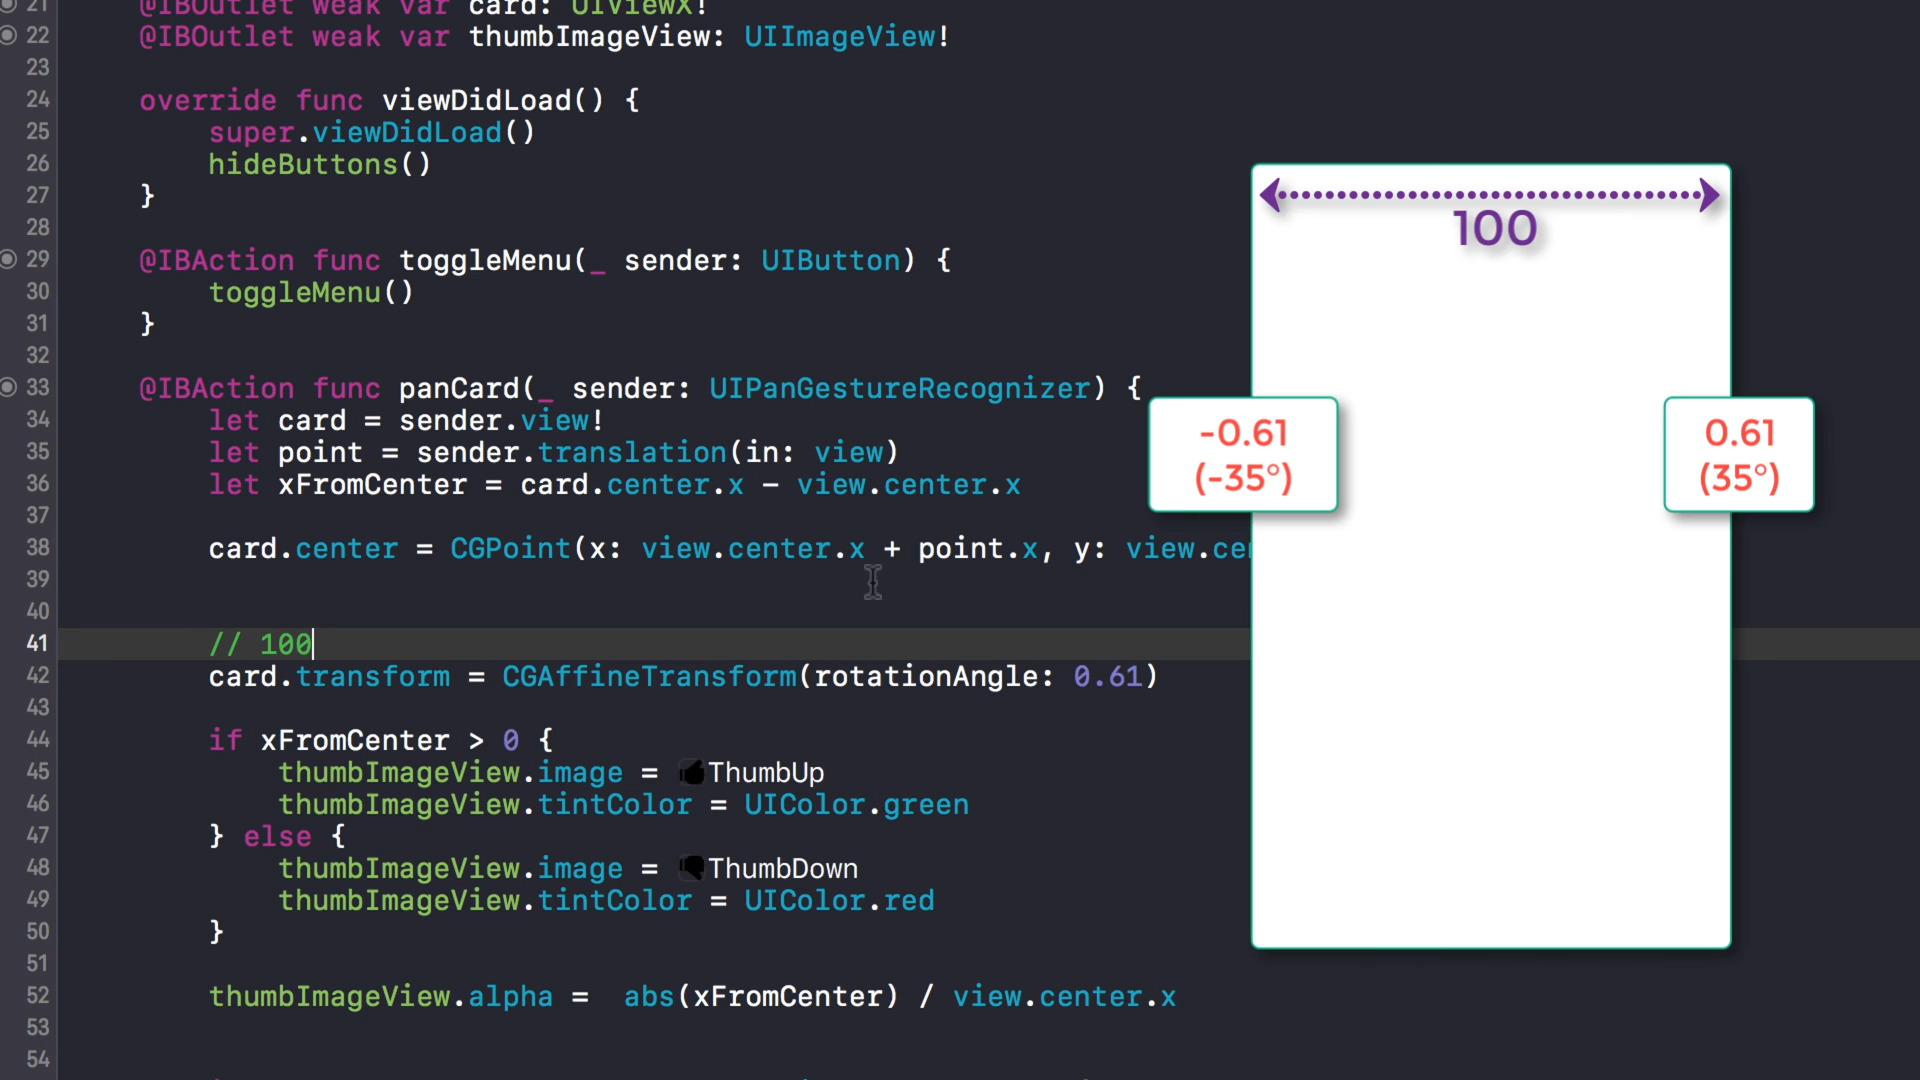 21 @IBOutlet weak var card: UIViewX!
22 @IBOutlet weak var thumbImageView: UIImageView!
23
24 override func viewDidLoad() {
25 super.viewDidLoad()
26 hideButtons()
27 }
28
29 @IBAction func toggleMenu(_ sender: UIButton) {
30 toggleMenu()
31 }
32
33 @IBAction func panCard(_ sender: UIPanGestureRecognizer) {
34 let card = sender.view!
35 let point = sender.translation(in: view)
36 let xFromCenter = card.center.x - view.center.x
37
38 card.center = CGPoint(x: view.center.x + point.x, y: view.ce
39
40
41 // 100
42 card.transform = CGAffineTransform(rotationAngle: 0.61)
43
44 if xFromCenter > 0 {
45 thumbImageView.image = ThumbUp
46 thumbImageView.tintColor = UIColor.green
47 } else {
48 thumbImageView.image = ThumbDown
49 thumbImageView.tintColor = UIColor.red
50 }
51
52 thumbImageView.alpha = abs(xFromCenter) / view.center.x
53
54
100
-0.61
(-35°)
0.61
(35°)